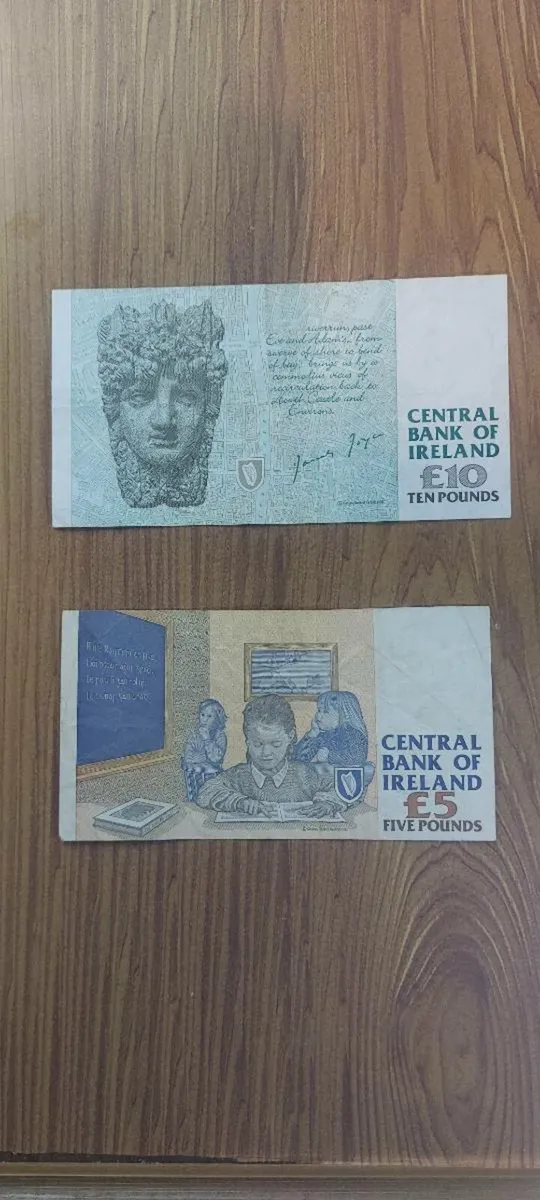 riverrun, past
Eve and Adam's, from
swerve of shore to bend
of bay, brings us by a
commodius vicus of
recirculation back to
Howth Castle and
Environs.
James Joyce
CENTRAL
BANK OF
IRELAND
£10
TEN POUNDS
CENTRAL
BANK OF
IRELAND
£5
FIVE POUNDS